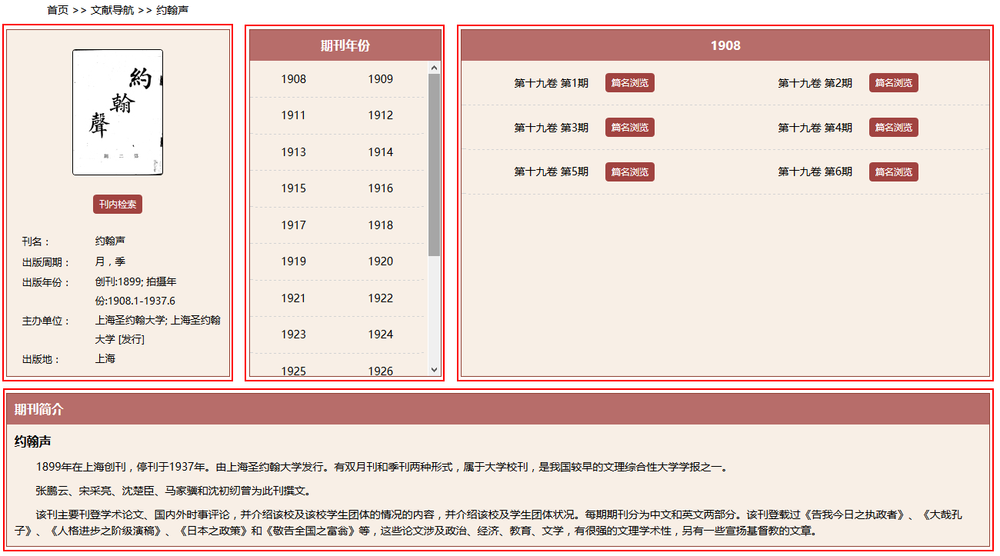 首页 >> 文献导航 >> 约翰声
約
翰
聲
第 二 期
刊内检索
刊名： 约翰声
出版周期： 月，季
出版年份： 创刊:1899; 拍摄年
份:1908.1-1937.6
主办单位： 上海圣约翰大学; 上海圣约翰
大学 [发行]
出版地： 上海
期刊年份
1908 1909
1911 1912
1913 1914
1915 1916
1917 1918
1919 1920
1921 1922
1923 1924
1925 1926
1908
第十九卷 第1期 篇名浏览 第十九卷 第2期 篇名浏览
第十九卷 第3期 篇名浏览 第十九卷 第4期 篇名浏览
第十九卷 第5期 篇名浏览 第十九卷 第6期 篇名浏览
期刊简介
约翰声
1899年在上海创刊，停刊于1937年。由上海圣约翰大学发行。有双月刊和季刊两种形式，属于大学校刊，是我国较早的文理综合性大学学报之一。
张鹏云、宋采亮、沈楚臣、马家骥和沈初纫曾为此刊撰文。
该刊主要刊登学术论文、国内外时事评论，并介绍该校及该校学生团体的情况的内容，并介绍该校及学生团体状况。每期期刊分为中文和英文两部分。该刊登载过《告我今日之执政者》、《大哉孔
子》、《人格进步之阶级演稿》、《日本之政策》和《敬告全国之富翁》等，这些论文涉及政治、经济、教育、文学，有很强的文理学术性，另有一些宣扬基督教的文章。